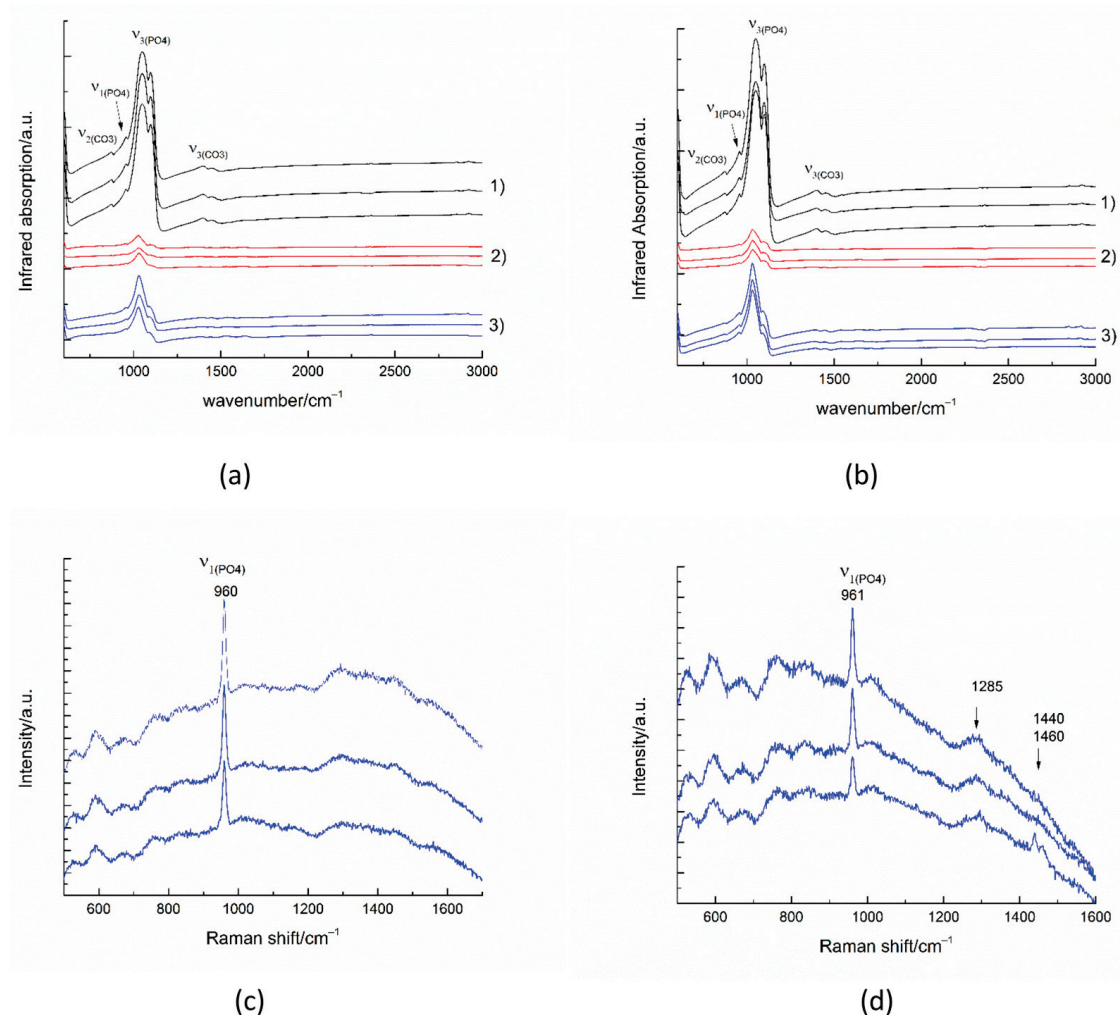 ν3(PO4)
ν1(PO4)
ν2(CO3)
ν3(CO3)
1)
2)
3)
Infrared absorption/a.u.
1000 1500 2000 2500 3000
wavenumber/cm−1
(a)
ν3(PO4)
ν1(PO4)
ν2(CO3)
ν3(CO3)
1)
2)
3)
Infrared Absorption/a.u.
1000 1500 2000 2500 3000
wavenumber/cm−1
(b)
ν1(PO4)
960
Intensity/a.u.
600 800 1000 1200 1400 1600
Raman shift/cm−1
(c)
ν1(PO4)
961
1285
1440
1460
Intensity/a.u.
600 800 1000 1200 1400 1600
Raman shift/cm−1
(d)